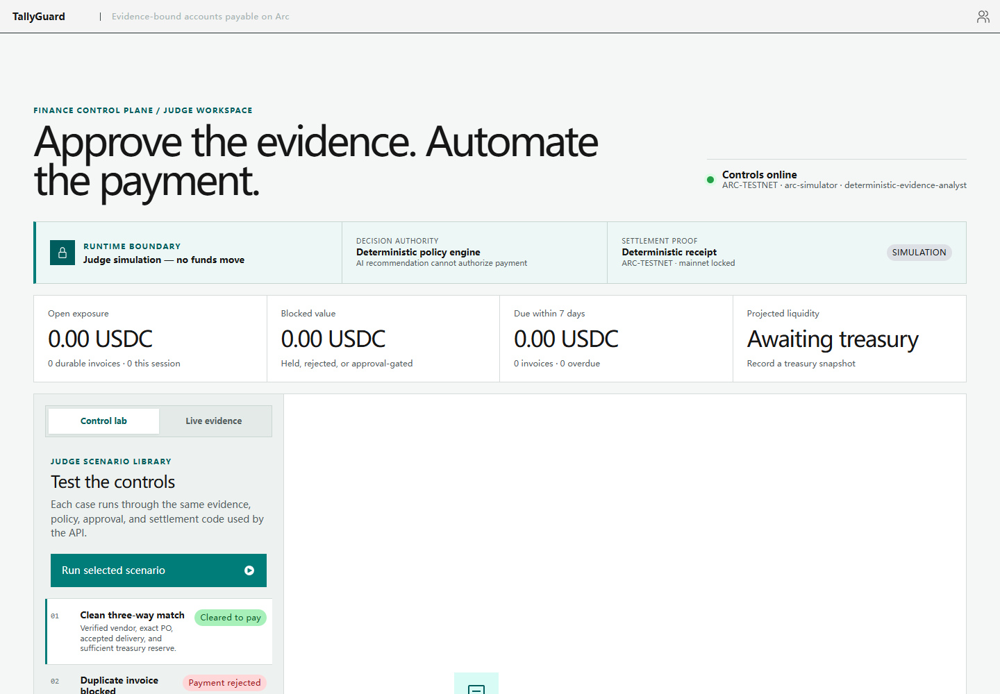 TallyGuard
Evidence-bound accounts payable on Arc
FINANCE CONTROL PLANE / JUDGE WORKSPACE
Approve the evidence. Automate
the payment.
Controls online
ARC-TESTNET · arc-simulator · deterministic-evidence-analyst
RUNTIME BOUNDARY
Judge simulation — no funds move
DECISION AUTHORITY
Deterministic policy engine
AI recommendation cannot authorize payment
SETTLEMENT PROOF
Deterministic receipt
ARC-TESTNET · mainnet locked
SIMULATION
Open exposure
0.00 USDC
0 durable invoices · 0 this session
Blocked value
0.00 USDC
Held, rejected, or approval-gated
Due within 7 days
0.00 USDC
0 invoices · 0 overdue
Projected liquidity
Awaiting treasury
Record a treasury snapshot
Control lab
Live evidence
JUDGE SCENARIO LIBRARY
Test the controls
Each case runs through the same evidence,
policy, approval, and settlement code used by
the API.
Run selected scenario
01
Clean three-way match
Verified vendor, exact PO,
accepted delivery, and
sufficient treasury reserve.
Cleared to pay
02
Duplicate invoice
blocked
Payment rejected